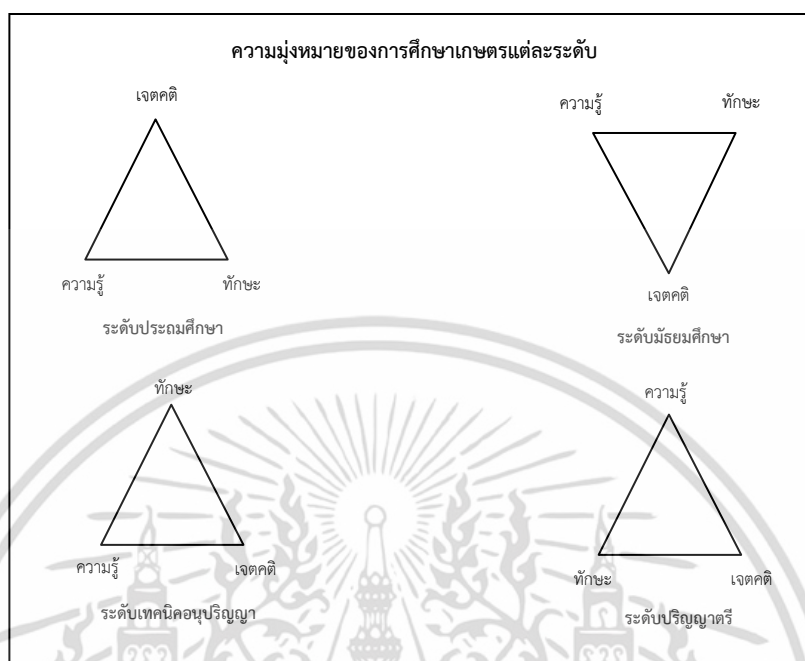 ความมุ่งหมายของการศึกษาเกษตรแต่ละระดับ
เจตคติ
ความรู้ ทักษะ
ระดับประถมศึกษา
ความรู้ ทักษะ
เจตคติ
ระดับมัธยมศึกษา
ทักษะ
ความรู้ เจตคติ
ระดับเทคนิคอนุปริญญา
ความรู้
ทักษะ เจตคติ
ระดับปริญญาตรี